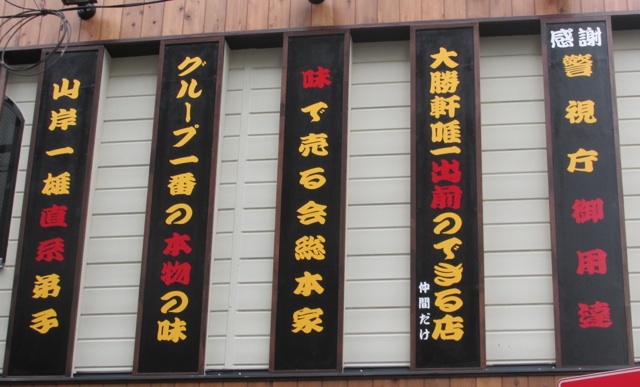 感謝
警視庁御用達
大勝軒唯一出前のできる店
仲間だけ
味で売る会総本家
グループ一番の本物の味
山岸一雄直系弟子